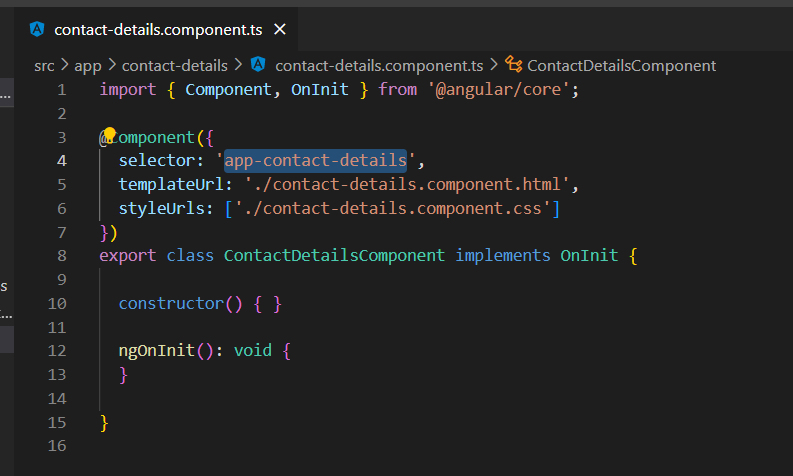 contact-details.component.ts ×
src > app > contact-details > contact-details.component.ts > ContactDetailsComponent
1 import { Component, OnInit } from '@angular/core';
2
3 @Component({
4 selector: 'app-contact-details',
5 templateUrl: './contact-details.component.html',
6 styleUrls: ['./contact-details.component.css']
7 })
8 export class ContactDetailsComponent implements OnInit {
9
10 constructor() { }
11
12 ngOnInit(): void {
13 }
14
15 }
16